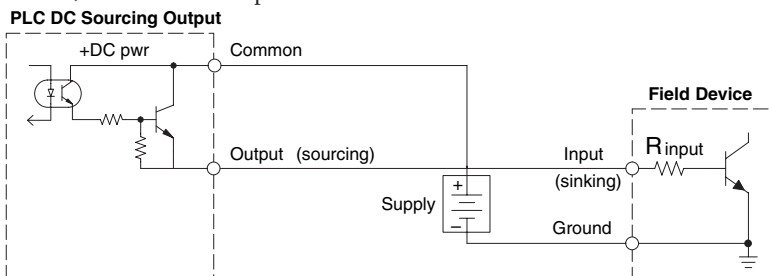 PLC DC Sourcing Output
+DC pwr
Common
Field Device
Output (sourcing)
Input
(sinking)
R input
Supply
+
–
Ground